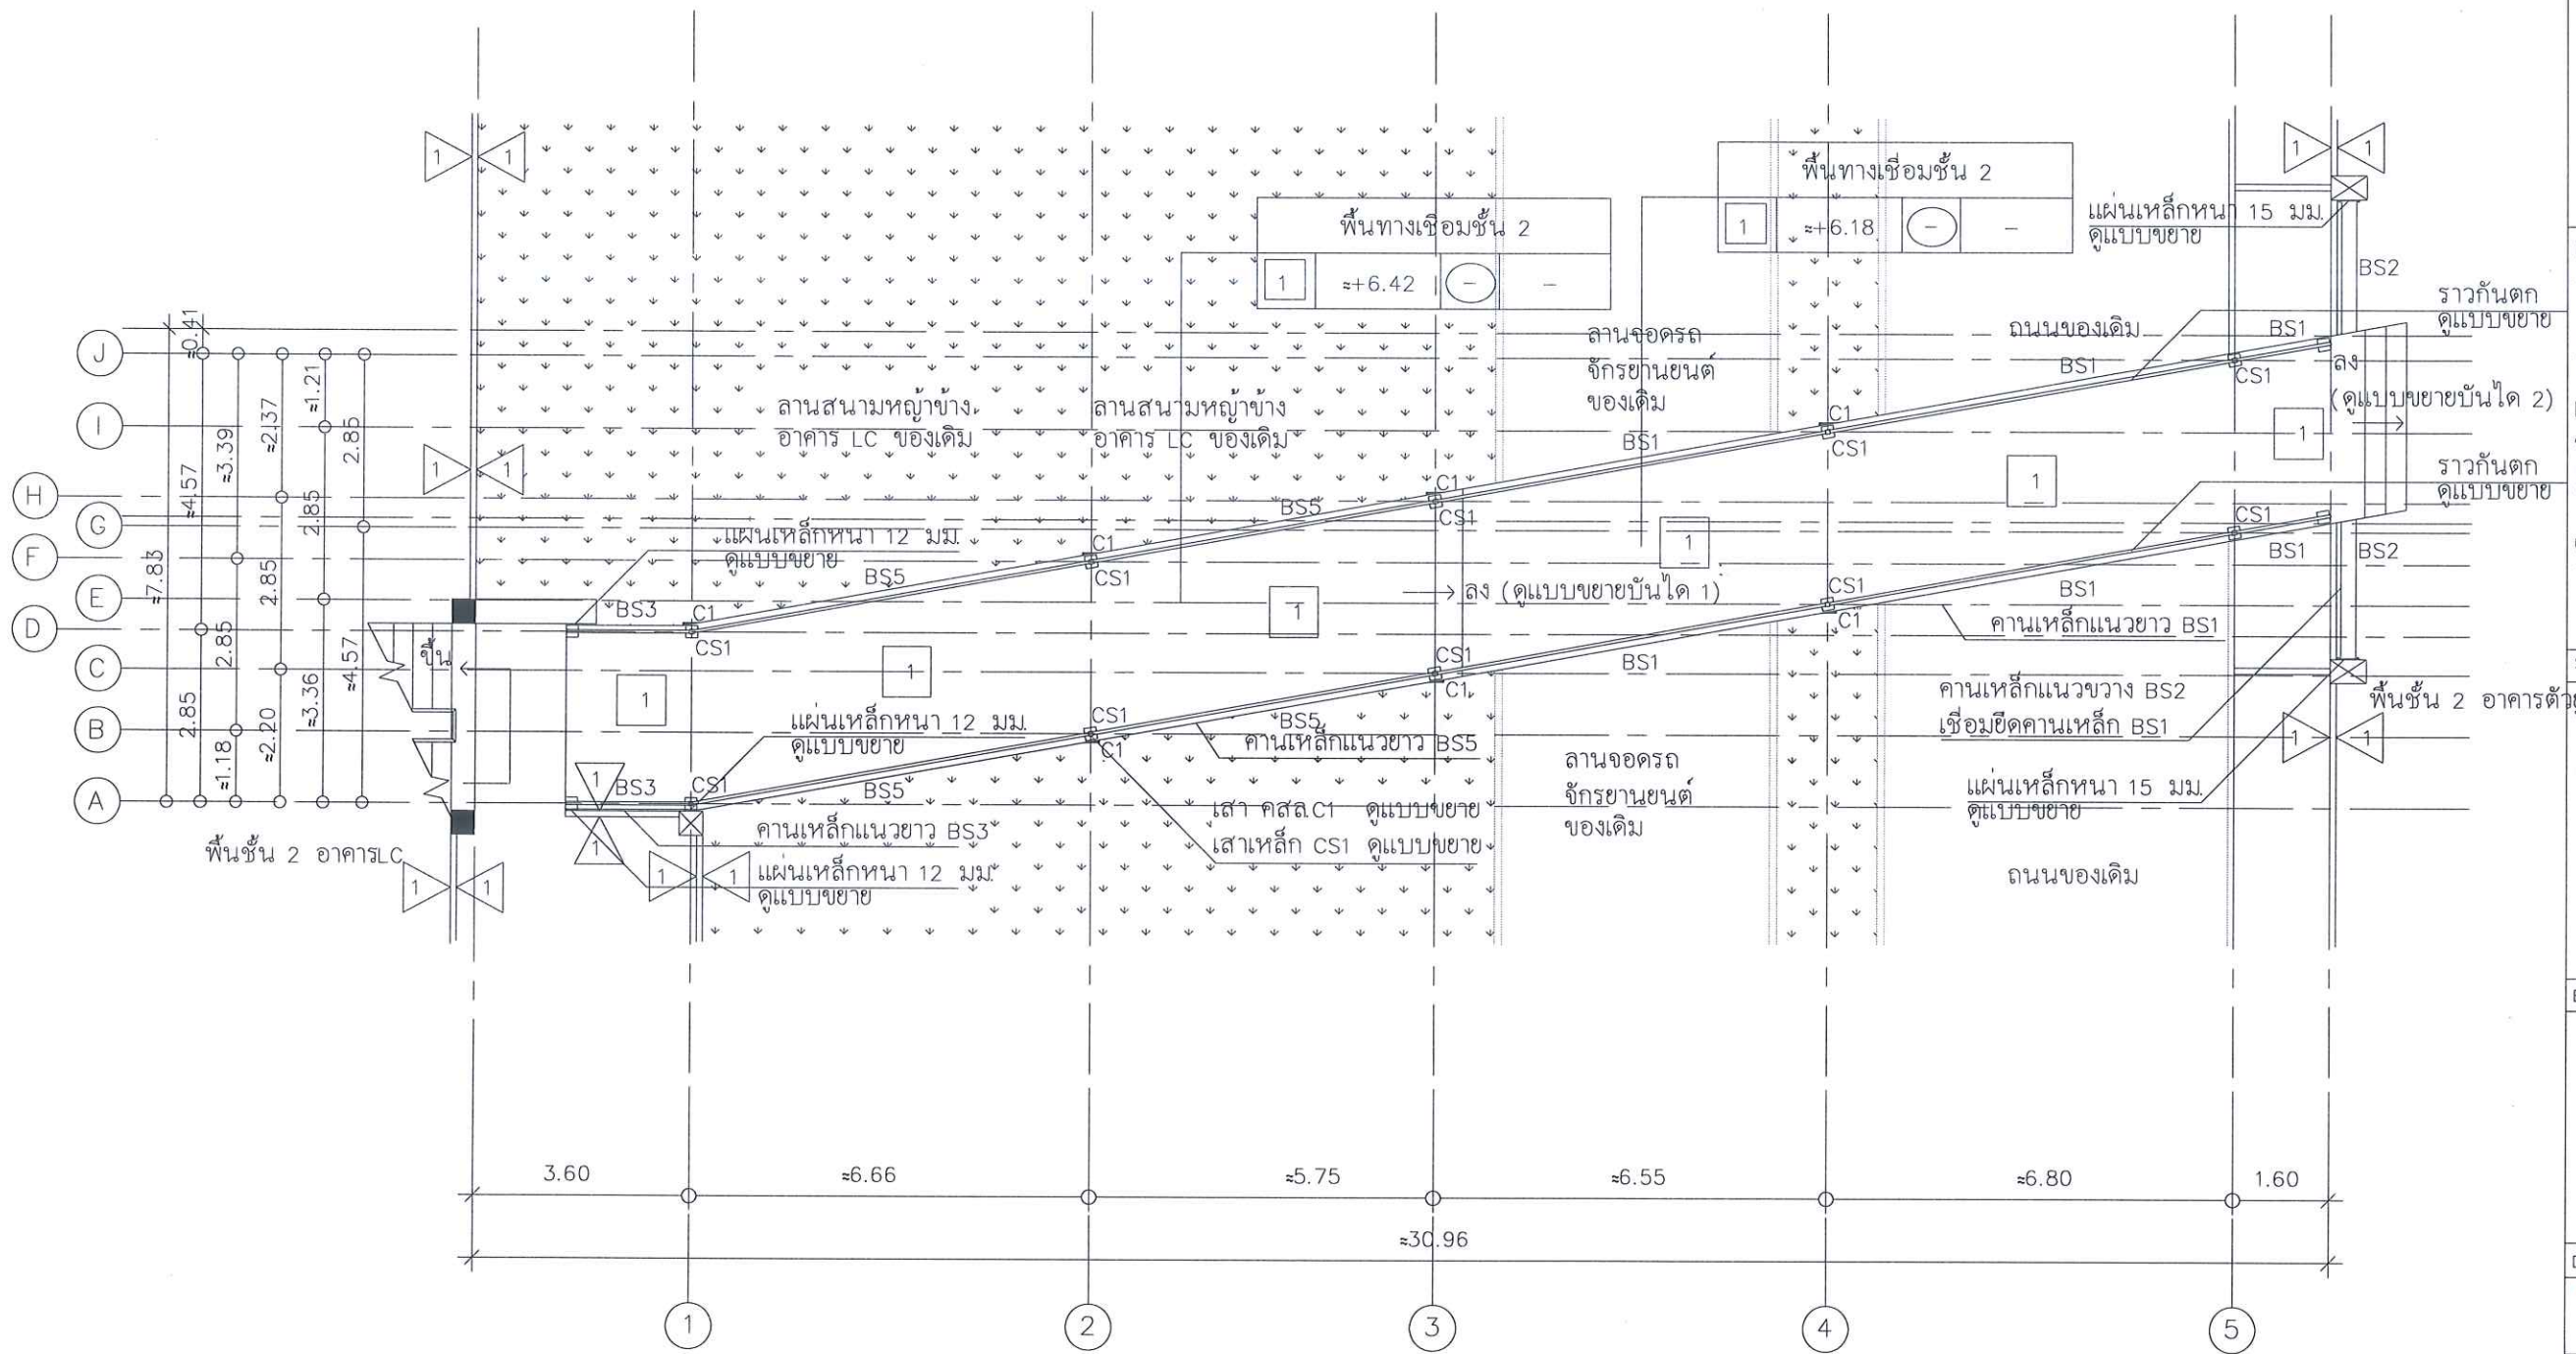 พื้นทางเชื่อมชั้น 2
1 ≈+6.18 - -
พื้นทางเชื่อมชั้น 2
1 ≈+6.42 - -
1 1
1 1
แผ่นเหล็กหนา 15 มม.
ดูแบบขยาย
BS2
ราวกันตก
ดูแบบขยาย
ลานจอดรถ
จักรยานยนต์
ของเดิม
ถนนของเดิม
BS1
BS1
CS1
ลง
(ดูแบบขยายบันได 2)
1
J
I
H
G
F
E
D
C
B
A
≈0.41
≈4.57
2.85
≈7.83
≈3.39
2.85
≈1.18
≈2.37
2.85
≈2.20
≈1.21
2.85
≈3.36
2.85
≈4.57
1 1
ลานสนามหญ้าข้าง
อาคาร LC ของเดิม
ลานสนามหญ้าข้าง
อาคาร LC ของเดิม
C1
CS1
BS1
C1
CS1
BS5
1
ราวกันตก
ดูแบบขยาย
แผ่นเหล็กหนา 12 มม.
ดูแบบขยาย
C1
CS1
BS5
1
CS1
BS1
BS2
BS3
C1
CS1
1
ลง (ดูแบบขยายบันได 1)
CS1
C1
BS1
คานเหล็กแนวยาว BS1
ขึ้น
1
1
CS1
C1
BS1
คานเหล็กแนวขวาง BS2
เชื่อมยึดคานเหล็ก BS1
พื้นชั้น 2 อาคาร
แผ่นเหล็กหนา 12 มม.
ดูแบบขยาย
CS1
C1
BS5
คานเหล็กแนวยาว BS5
1 1
1
BS3
CS1
BS5
ลานจอดรถ
จักรยานยนต์
ของเดิม
แผ่นเหล็กหนา 15 มม.
ดูแบบขยาย
เสา คสล.C1 ดูแบบขยาย
เสาเหล็ก CS1 ดูแบบขยาย
คานเหล็กแนวยาว BS3
1
พื้นชั้น 2 อาคารLC
1 1
1 1
แผ่นเหล็กหนา 12 มม.
ดูแบบขยาย
ถนนของเดิม
3.60 ≈6.66 ≈5.75 ≈6.55 ≈6.80 1.60
≈30.96
1 2 3 4 5